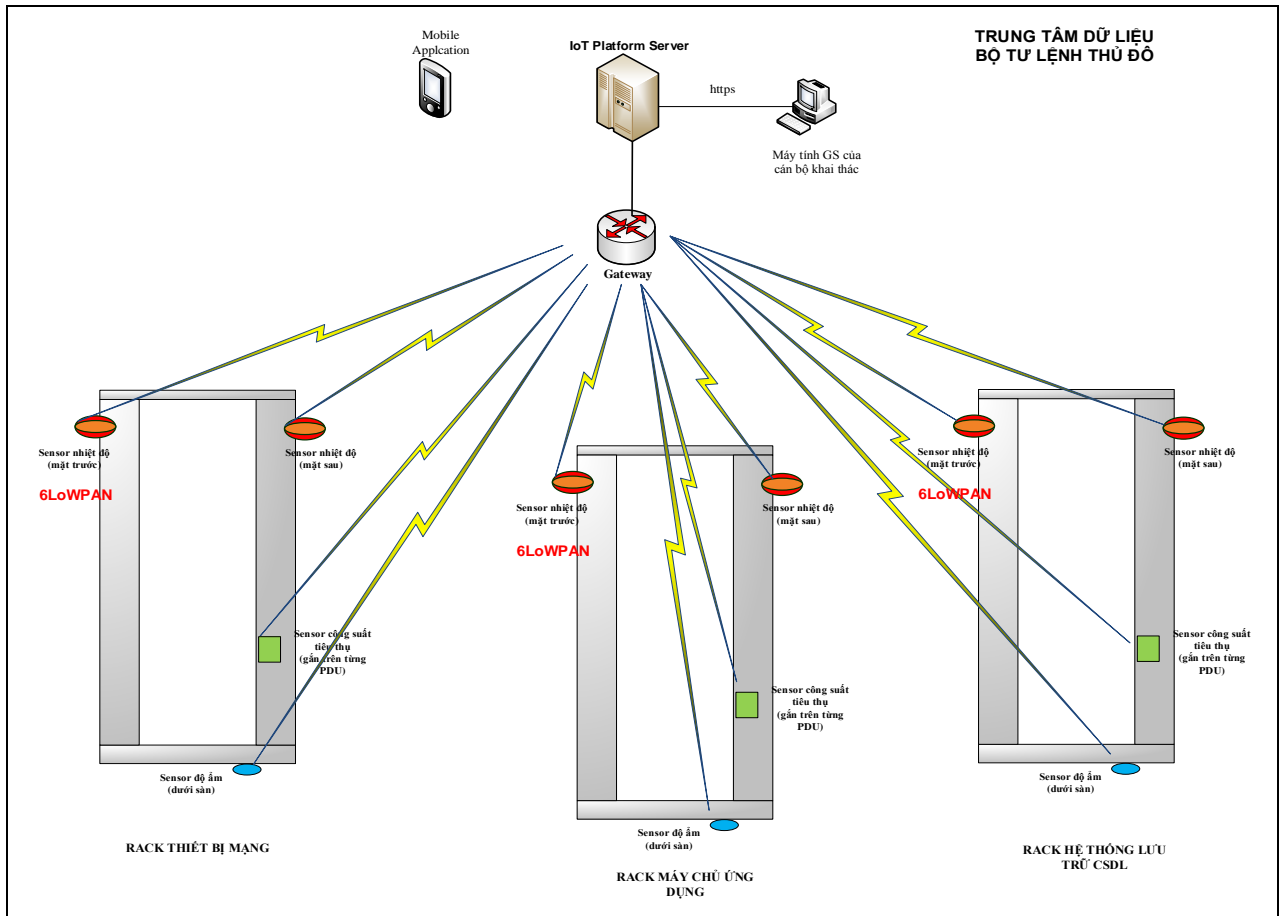 TRUNG TÂM DỮ LIỆU
BỘ TƯ LỆNH THỦ ĐÔ
Mobile
Applcation
IoT Platform Server
https
Máy tính GS của
cán bộ khai thác
Gateway
Sensor nhiệt độ
(mặt trước)
6LoWPAN
Sensor nhiệt độ
(mặt sau)
Sensor công suất
tiêu thụ
(gắn trên từng
PDU)
Sensor độ ẩm
(dưới sàn)
RACK THIẾT BỊ MẠNG
Sensor nhiệt độ
(mặt trước)
6LoWPAN
Sensor nhiệt độ
(mặt sau)
Sensor công suất
tiêu thụ
(gắn trên từng
PDU)
Sensor độ ẩm
(dưới sàn)
RACK MÁY CHỦ ỨNG
DỤNG
Sensor nhiệt độ
(mặt trước)
6LoWPAN
Sensor nhiệt độ
(mặt sau)
Sensor công suất
tiêu thụ
(gắn trên từng
PDU)
Sensor độ ẩm
(dưới sàn)
RACK HỆ THỐNG LƯU
TRỮ CSDL